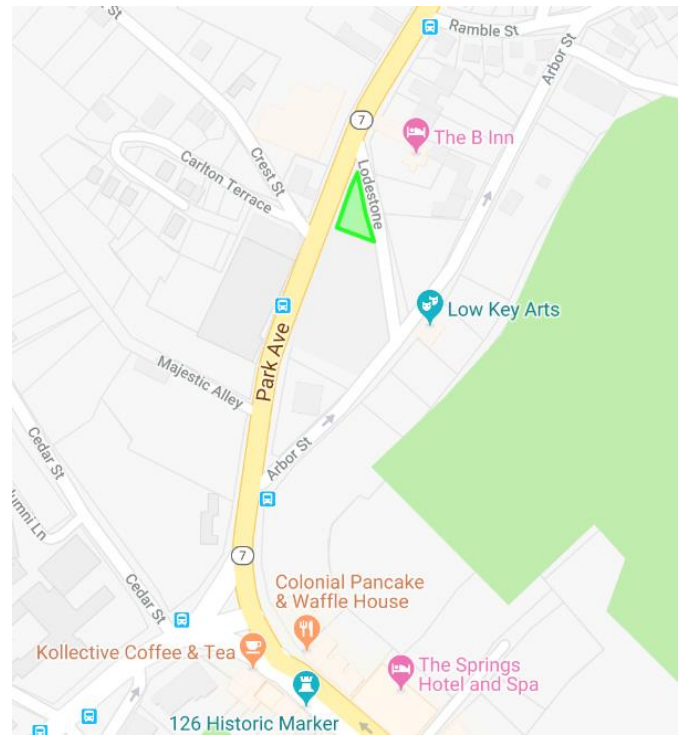 Ramble St
Arbor St
7
The B Inn
Lodestone
Crest St
Carlton Terrace
Low Key Arts
Park Ave
Majestic Alley
Cedar St
Arbor St
7
Colonial Pancake
& Waffle House
Cedar St
Kollective Coffee & Tea
The Springs
Hotel and Spa
126 Historic Marker